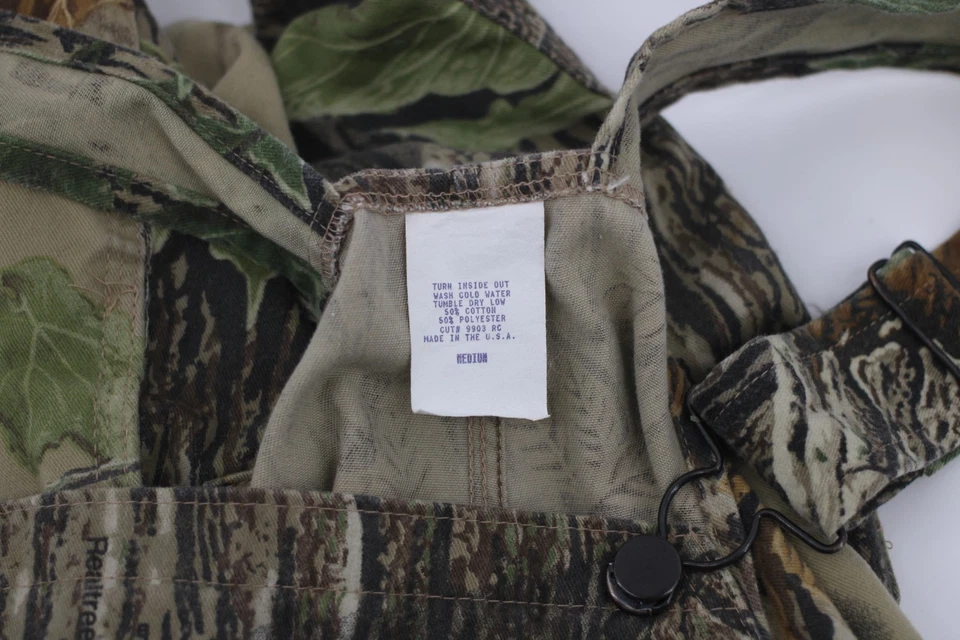 TURN INSIDE OUT
WASH COLD WATER
TUMBLE DRY LOW
50% COTTON
50% POLYESTER
CUT# 9903 RC
MADE IN THE U.S.A.
MEDIUM
Realtree